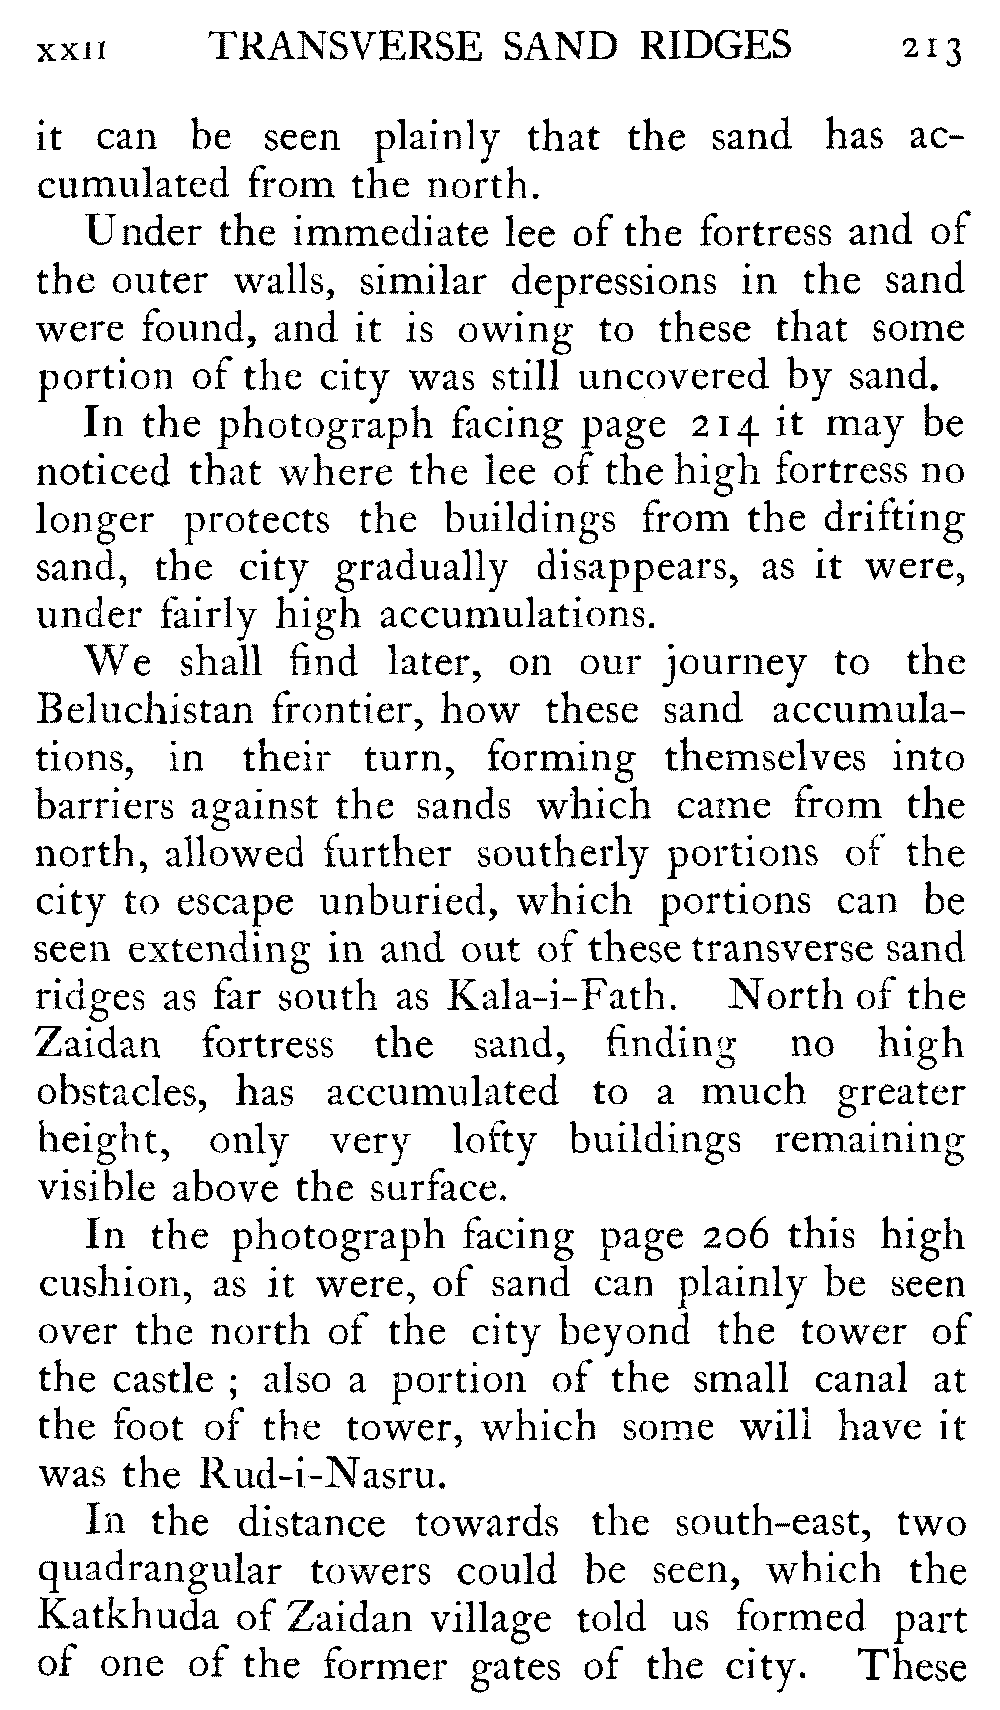 xxii TRANSVERSE SAND RIDGES 213
it can be seen plainly that the sand has ac-
cumulated from the north.
Under the immediate lee of the fortress and of
the outer walls, similar depressions in the sand
were found, and it is owing to these that some
portion of the city was still uncovered by sand.
In the photograph facing page 214 it may be
noticed that where the lee of the high fortress no
longer protects the buildings from the drifting
sand, the city gradually disappears, as it were,
under fairly high accumulations.
We shall find later, on our journey to the
Beluchistan frontier, how these sand accumula-
tions, in their turn, forming themselves into
barriers against the sands which came from the
north, allowed further southerly portions of the
city to escape unburied, which portions can be
seen extending in and out of these transverse sand
ridges as far south as Kala-i-Fath. North of the
Zaidan fortress the sand, finding no high
obstacles, has accumulated to a much greater
height, only very lofty buildings remaining
visible above the surface.
In the photograph facing page 206 this high
cushion, as it were, of sand can plainly be seen
over the north of the city beyond the tower of
the castle ; also a portion of the small canal at
the foot of the tower, which some will have it
was the Rud-i-Nasru.
In the distance towards the south-east, two
quadrangular towers could be seen, which the
Katkhuda of Zaidan village told us formed part
of one of the former gates of the city. These